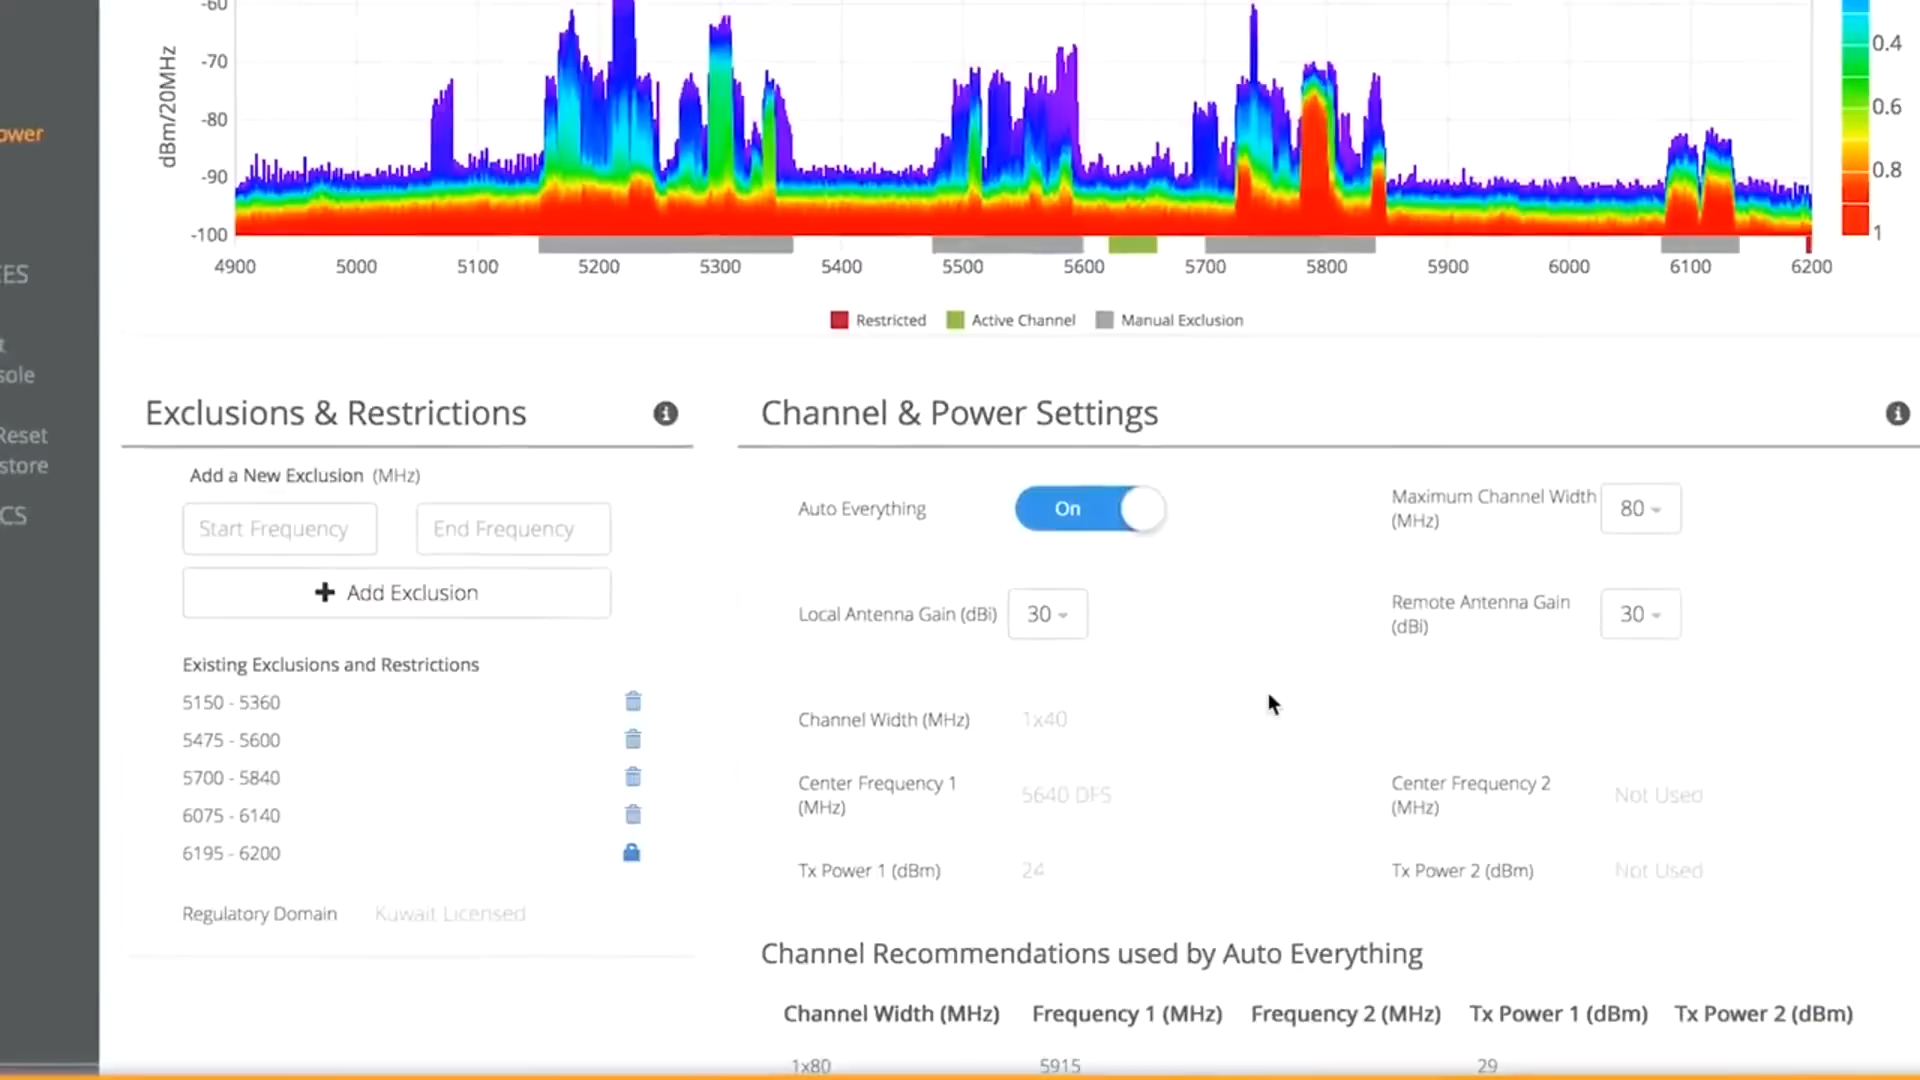 -60
-70
-80
-90
-100
dBm/20MHz
0.4
0.6
0.8
1
4900 5000 5100 5200 5300 5400 5500 5600 5700 5800 5900 6000 6100 6200
Restricted Active Channel Manual Exclusion
ower
ES
t
sole
Reset
store
CS
Exclusions & Restrictions
Add a New Exclusion (MHz)
Start Frequency End Frequency
Add Exclusion
Existing Exclusions and Restrictions
5150 - 5360
5475 - 5600
5700 - 5840
6075 - 6140
6195 - 6200
Regulatory Domain Kuwait Licensed
Channel & Power Settings
Auto Everything On
Maximum Channel Width
(MHz)
80
Local Antenna Gain (dBi) 30
Remote Antenna Gain
(dBi)
30
Channel Width (MHz) 1x40
Center Frequency 1
(MHz)
5640 DFS
Center Frequency 2
(MHz)
Not Used
Tx Power 1 (dBm) 24
Tx Power 2 (dBm) Not Used
Channel Recommendations used by Auto Everything
Channel Width (MHz) Frequency 1 (MHz) Frequency 2 (MHz) Tx Power 1 (dBm) Tx Power 2 (dBm)
1x80 5915 29